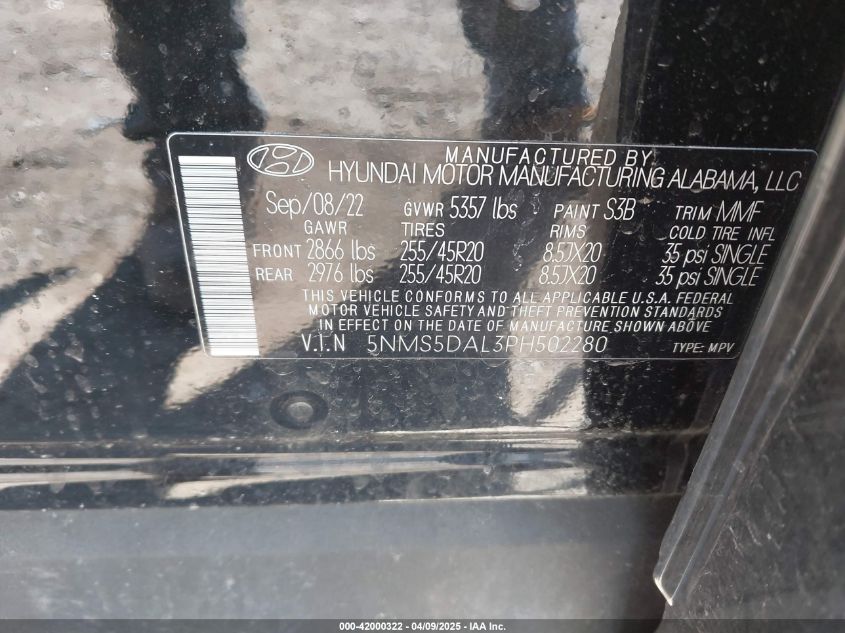 MANUFACTURED BY
HYUNDAI MOTOR MANUFACTURING ALABAMA, LLC
Sep/08/22 GVWR 5357 lbs PAINT S3B TRIM MMF
GAWR TIRES RIMS COLD TIRE INFL
FRONT 2866 lbs 255/45R20 8.5JX20 35 psi SINGLE
REAR 2976 lbs 255/45R20 8.5JX20 35 psi SINGLE
THIS VEHICLE CONFORMS TO ALL APPLICABLE U.S.A. FEDERAL
MOTOR VEHICLE SAFETY AND THEFT PREVENTION STANDARDS
IN EFFECT ON THE DATE OF MANUFACTURE SHOWN ABOVE
V.I.N 5NMS5DAL3PH502280 TYPE: MPV
000-42000322 - 04/09/2025 - IAA Inc.